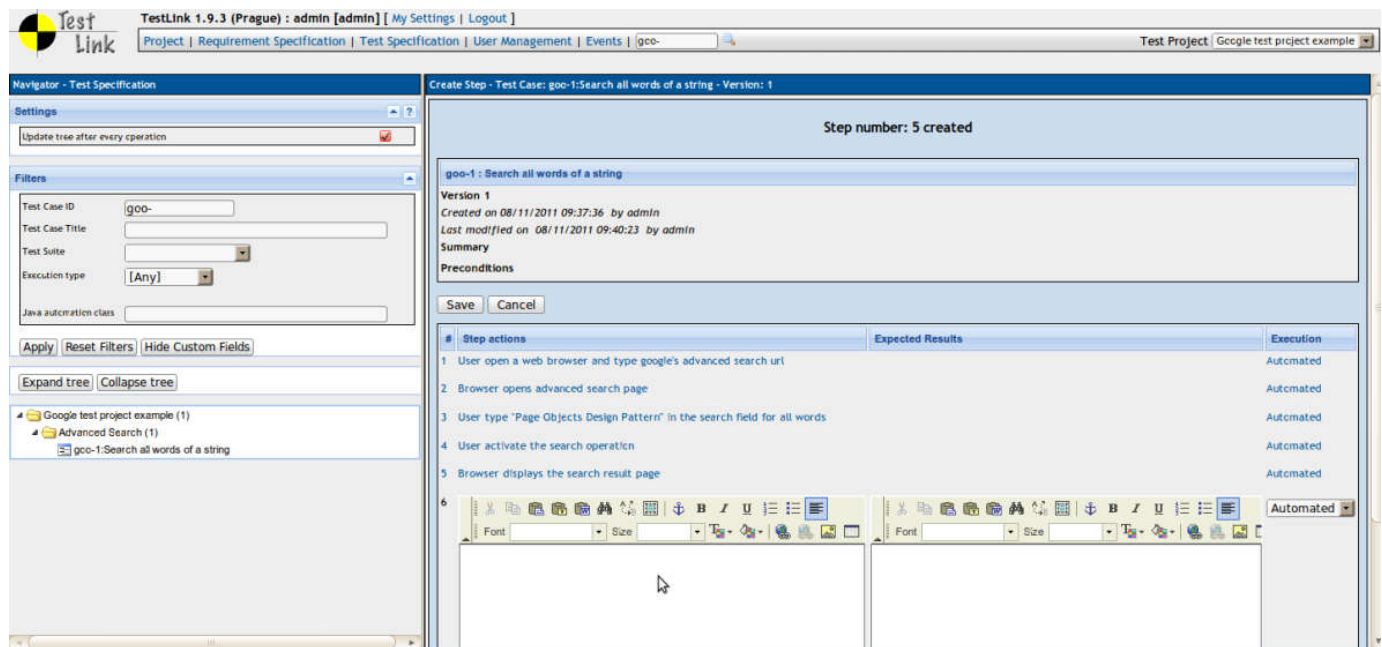 Test Link
TestLink 1.9.3 (Prague) : admin [admin] [ My Settings | Logout ]
Project | Requirement Specification | Test Specification | User Management | Events | goo-
Test Project Google test project example
Navigator - Test Specification
Settings
?
Update tree after every operation
Filters
Test Case ID goo-
Test Case Title
Test Suite
Execution type [Any]
Java automation class
Apply Reset Filters Hide Custom Fields
Expand tree Collapse tree
Google test project example (1)
Advanced Search (1)
goo-1:Search all words of a string
Create Step - Test Case: goo-1:Search all words of a string - Version: 1
Step number: 5 created
goo-1 : Search all words of a string
Version 1
Created on 08/11/2011 09:37:36 by admin
Last modified on 08/11/2011 09:40:23 by admin
Summary
Preconditions
Save Cancel
# Step actions Expected Results Execution
1 User open a web browser and type google's advanced search url Automated
2 Browser opens advanced search page Automated
3 User type "Page Objects Design Pattern" in the search field for all words Automated
4 User activate the search operation Automated
5 Browser displays the search result page Automated
6 B I U B I U Automated
Font Size Font Size